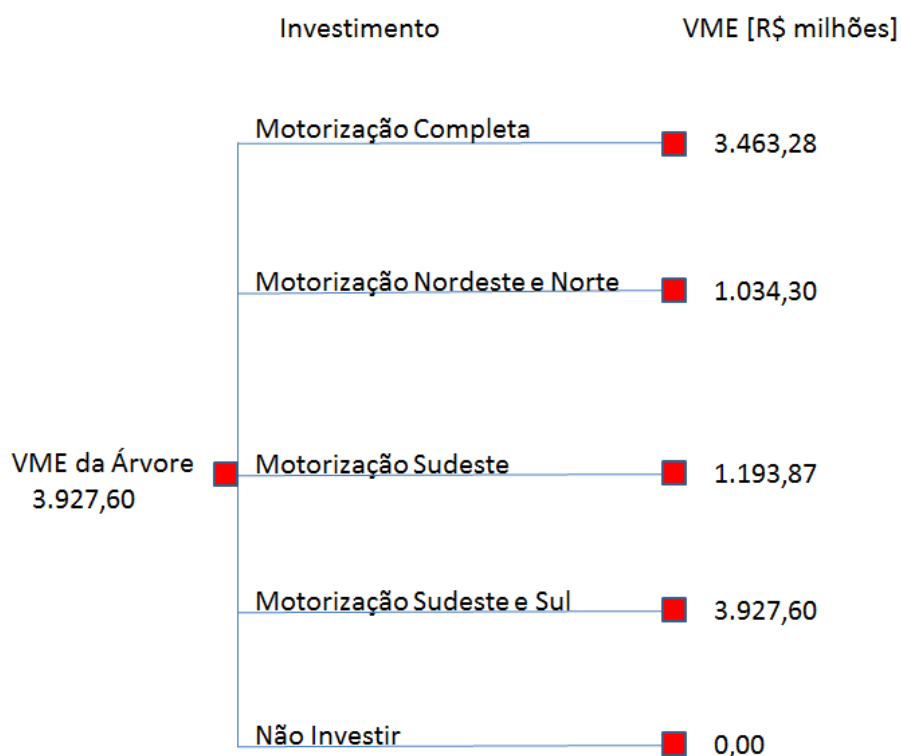 Investimento VME [R$ milhões]
Motorização Completa 3.463,28
Motorização Nordeste e Norte 1.034,30
VME da Árvore Motorização Sudeste 1.193,87
3.927,60
Motorização Sudeste e Sul 3.927,60
Não Investir 0,00